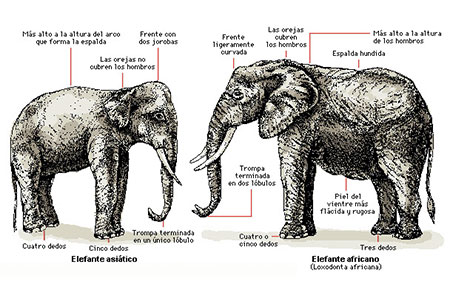 Más alto a la altura del arco
que forma la espalda
Frente con
dos jorobas
Las orejas no
cubren los hombros
Cuatro dedos
Cinco dedos
Trompa terminada
en un único lóbulo
Elefante asiático
Frente
ligeramente
curvada
Las orejas
cubren
los hombros
Más alto a la altura
de los hombros
Espalda hundida
Trompa
terminada
en dos lóbulos
Piel del
vientre más
flácida y rugosa
Cuatro o
cinco dedos
Tres dedos
Elefante africano
(Loxodonta africana)